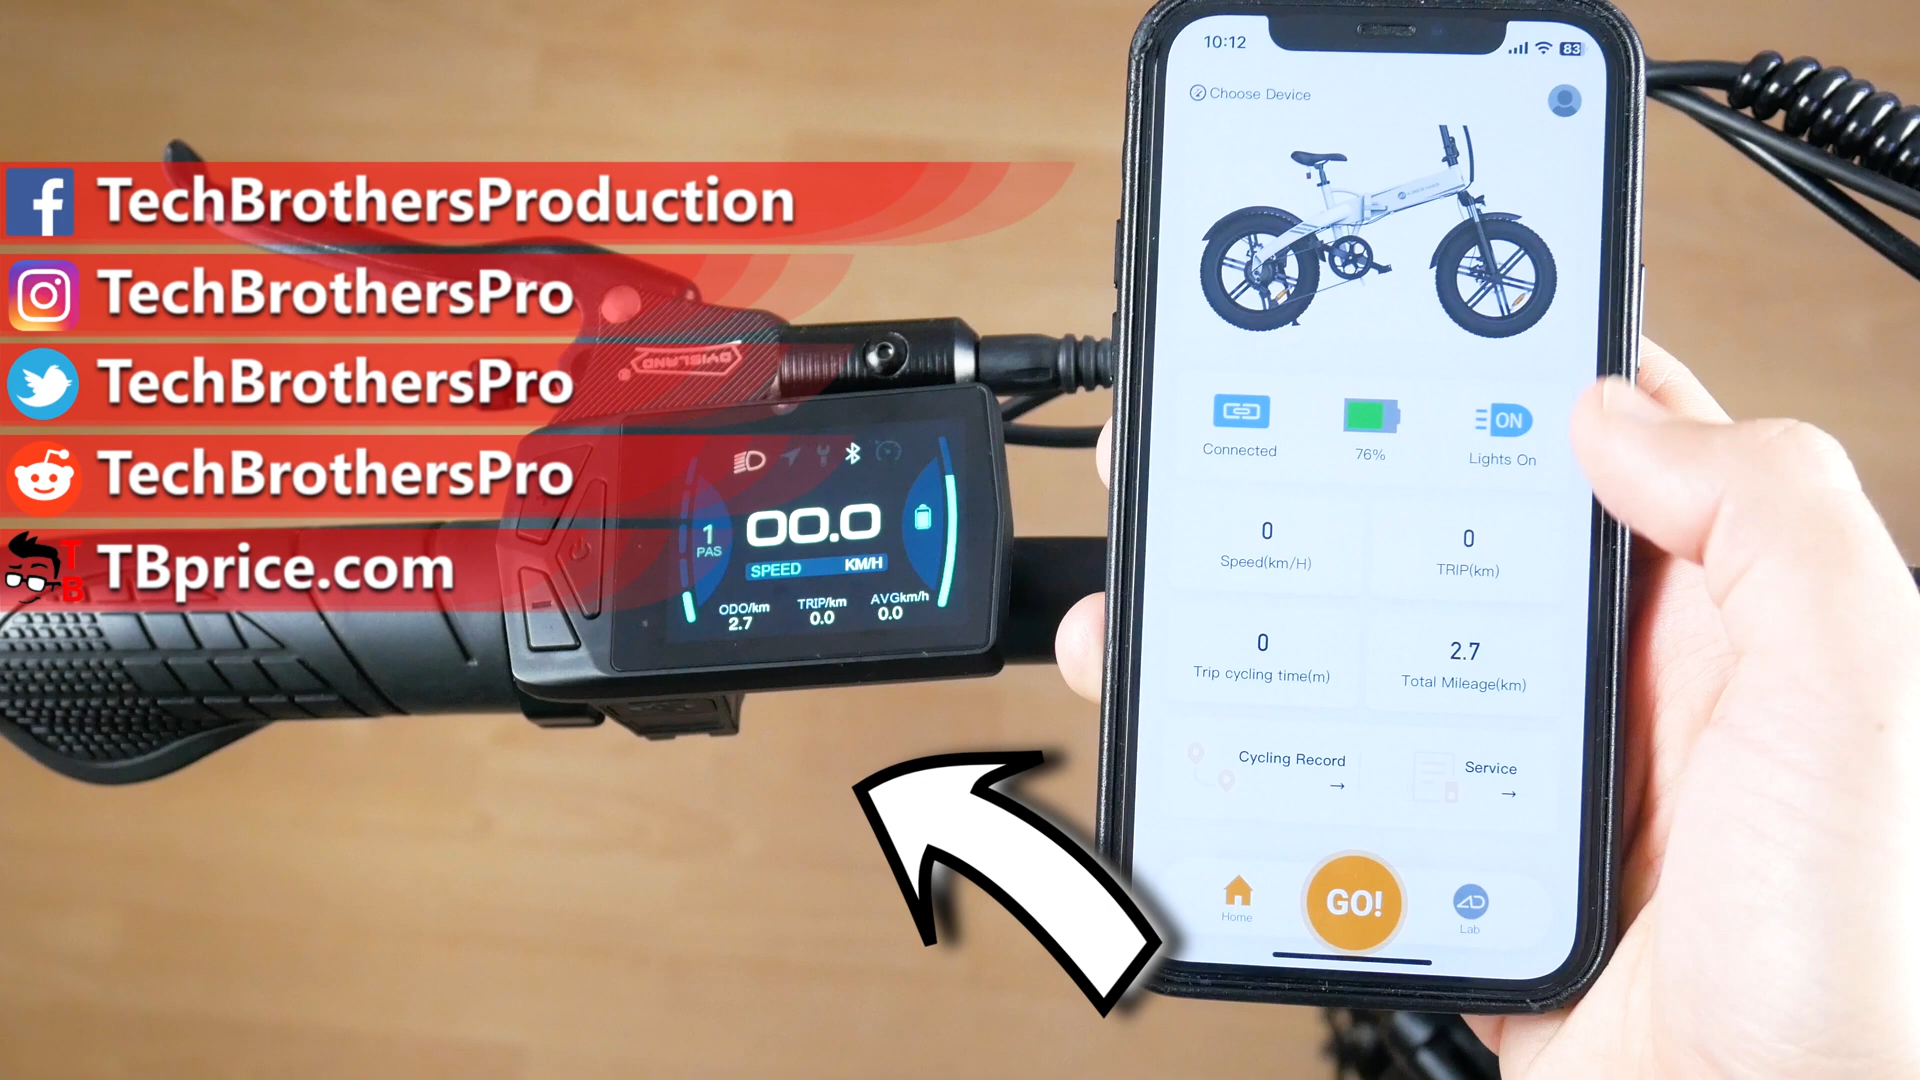 TechBrothersProduction
TechBrothersPro
TechBrothersPro
TechBrothersPro
TB
TBprice.com
OVISLAND
1
PAS
00.0
SPEED KM/H
ODO/km TRIP/km AVGkm/h
2.7 0.0 0.0
10:12
83
Choose Device
ON
Connected 76% Lights On
0
Speed(km/H)
0
TRIP(km)
0
Trip cycling time(m)
2.7
Total Mileage(km)
Cycling Record
→
Service
→
Home
GO!
Lab